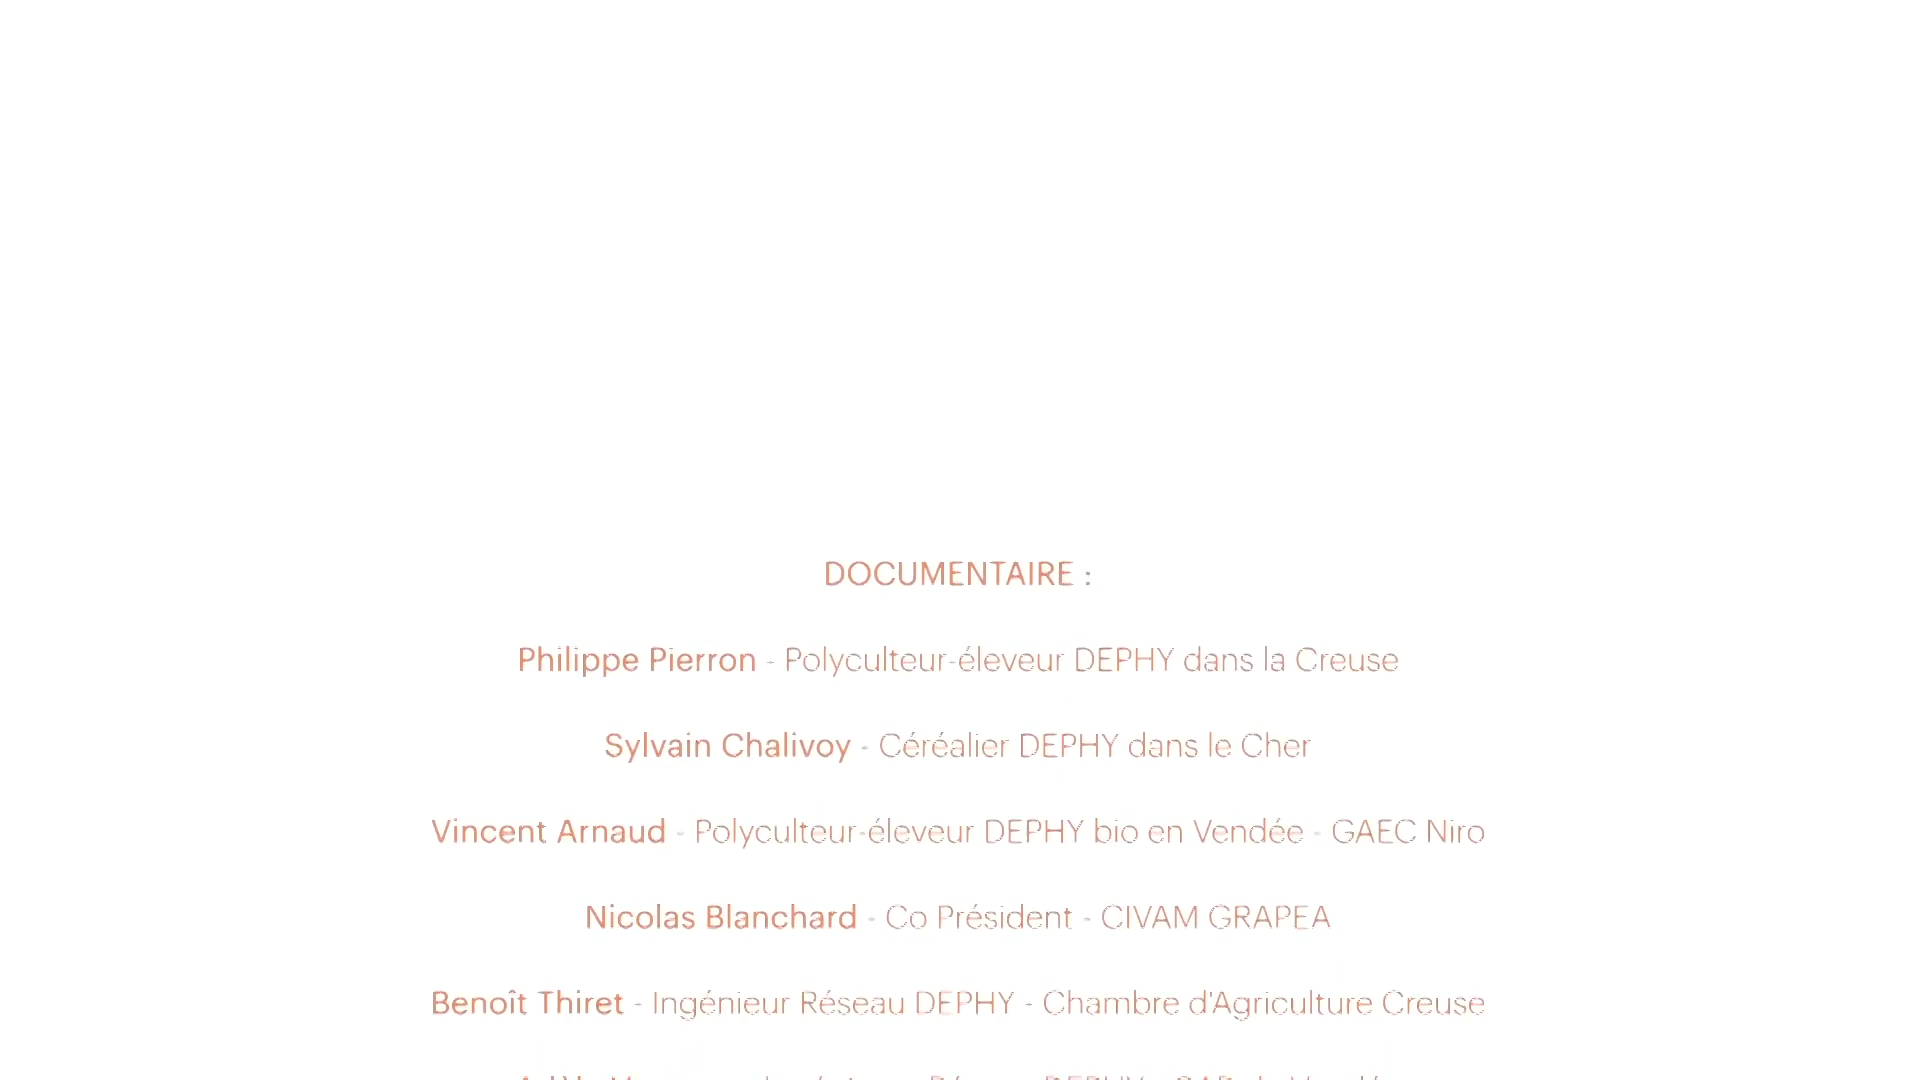 DOCUMENTAIRE :
Philippe Pierron - Polyculteur-éleveur DEPHY dans la Creuse
Sylvain Chalivoy - Céréalier DEPHY dans le Cher
Vincent Arnaud - Polyculteur-éleveur DEPHY bio en Vendée - GAEC Niro
Nicolas Blanchard - Co Président - CIVAM GRAPEA
Benoît Thiret - Ingénieur Réseau DEPHY - Chambre d'Agriculture Creuse